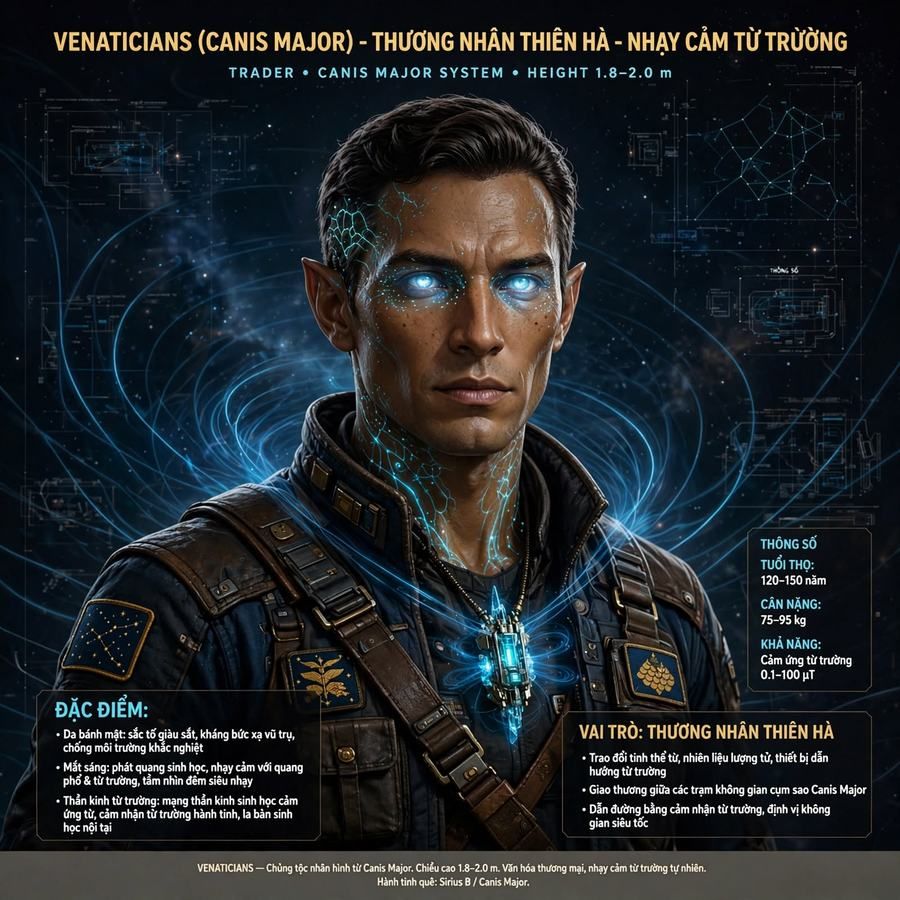 VENATICIANS (CANIS MAJOR) - THƯƠNG NHÂN THIÊN HÀ - NHẠY CẢM TỪ TRƯỜNG
TRADER • CANIS MAJOR SYSTEM • HEIGHT 1.8–2.0 m
THÔNG SỐ
THÔNG SỐ
TUỔI THỌ:
120–150 năm
CÂN NẶNG:
75–95 kg
KHẢ NĂNG:
Cảm ứng từ trường
0.1–100 µT
ĐẶC ĐIỂM:
• Da bánh mật: sắc tố giàu sắt, kháng bức xạ vũ trụ,
chống môi trường khắc nghiệt
• Mắt sáng: phát quang sinh học, nhạy cảm với quang
phổ & từ trường, tầm nhìn đêm siêu nhạy
• Thần kinh từ trường: mạng thần kinh sinh học cảm
ứng từ, cảm nhận từ trường hành tinh, la bàn sinh
học nội tại
VAI TRÒ: THƯƠNG NHÂN THIÊN HÀ
• Trao đổi tinh thể từ, nhiên liệu lượng tử, thiết bị dẫn
hướng từ trường
• Giao thương giữa các trạm không gian cụm sao Canis Major
• Dẫn đường bằng cảm nhận từ trường, định vị không
gian siêu tốc
VENATICIANS — Chủng tộc nhân hình từ Canis Major. Chiều cao 1.8–2.0 m. Văn hóa thương mại, nhạy cảm từ trường tự nhiên.
Hành tinh quê: Sirius B / Canis Major.